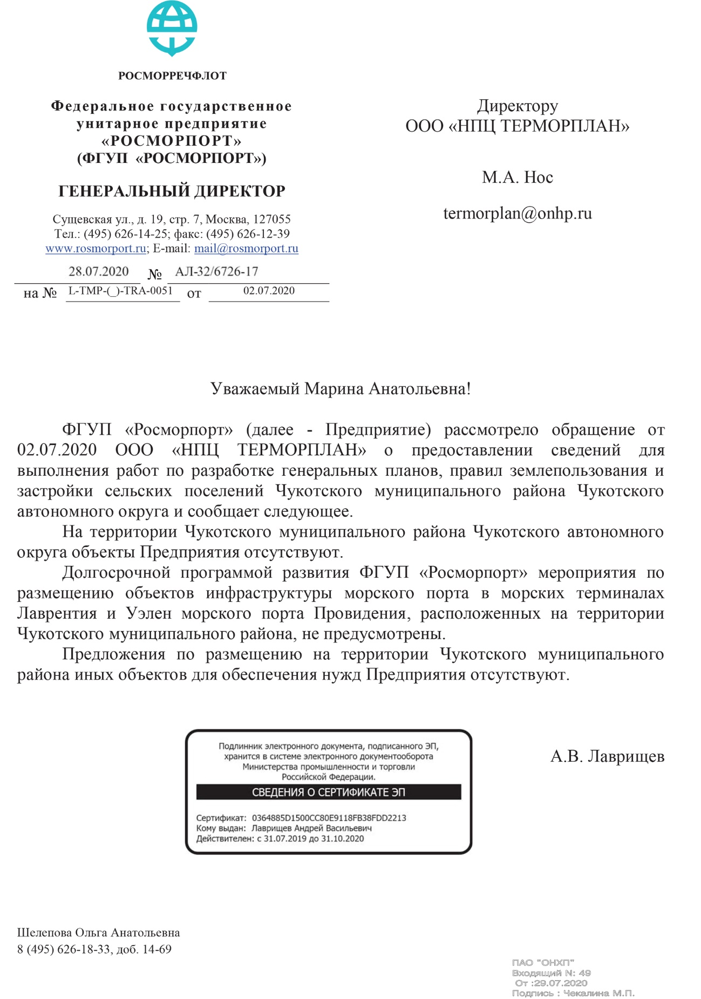 РОСМОРРЕЧФЛОТ
Федеральное государственное
унитарное предприятие
«РОСМОРПОРТ»
(ФГУП «РОСМОРПОРТ»)
ГЕНЕРАЛЬНЫЙ ДИРЕКТОР
Сущевская ул., д. 19, стр. 7, Москва, 127055
Тел.: (495) 626-14-25; факс: (495) 626-12-39
www.rosmorport.ru; E-mail: mail@rosmorport.ru
28.07.2020 № АЛ-32/6726-17
на № L-TMP-(_)-TRA-0051 от 02.07.2020
Директору
ООО «НПЦ ТЕРМОРПЛАН»
М.А. Нос
termorplan@onhp.ru
Уважаемый Марина Анатольевна!
ФГУП «Росморпорт» (далее - Предприятие) рассмотрело обращение от
02.07.2020 ООО «НПЦ ТЕРМОРПЛАН» о предоставлении сведений для
выполнения работ по разработке генеральных планов, правил землепользования и
застройки сельских поселений Чукотского муниципального района Чукотского
автономного округа и сообщает следующее.
На территории Чукотского муниципального района Чукотского автономного
округа объекты Предприятия отсутствуют.
Долгосрочной программой развития ФГУП «Росморпорт» мероприятия по
размещению объектов инфраструктуры морского порта в морских терминалах
Лаврентия и Уэлен морского порта Провидения, расположенных на территории
Чукотского муниципального района, не предусмотрены.
Предложения по размещению на территории Чукотского муниципального
района иных объектов для обеспечения нужд Предприятия отсутствуют.
Подлинник электронного документа, подписанного ЭП,
хранится в системе электронного документооборота
Министерства промышленности и торговли
Российской Федерации.
СВЕДЕНИЯ О СЕРТИФИКАТЕ ЭП
Сертификат: 0364885D1500CC80E9118FB38FDD2213
Кому выдан: Лаврищев Андрей Васильевич
Действителен: с 31.07.2019 до 31.10.2020
А.В. Лаврищев
Шелепова Ольга Анатольевна
8 (495) 626-18-33, доб. 14-69
ПАО "ОНХП"
Входящий N: 49
От :29.07.2020
Подпись : Чекалина М.П.